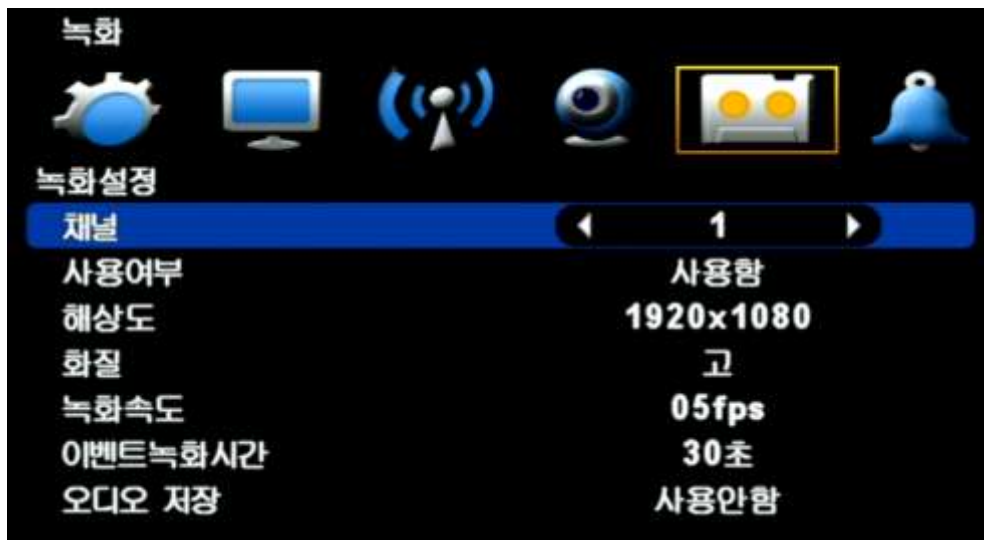 녹화
녹화설정
채널 1
사용여부 사용함
해상도 1920x1080
화질 고
녹화속도 05fps
이벤트녹화시간 30초
오디오 저장 사용안함